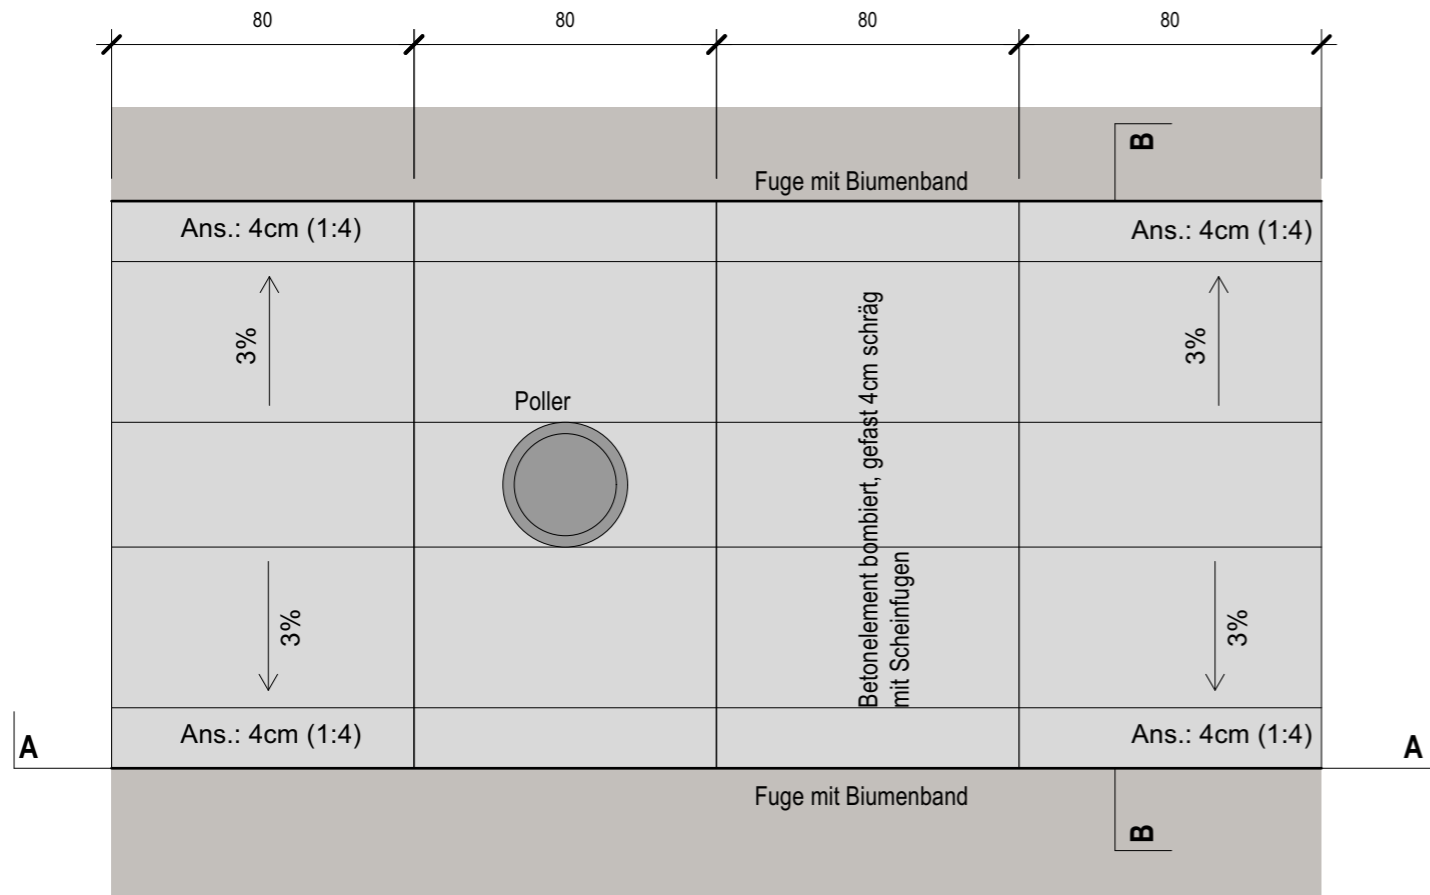 80 80 80 80
B
Fuge mit Biumenband
Ans.: 4cm (1:4) Ans.: 4cm (1:4)
3% 3%
Poller
Betonelement bombiert, gefast 4cm schräg
mit Scheinfugen
3% 3%
Ans.: 4cm (1:4) Ans.: 4cm (1:4)
A A
Fuge mit Biumenband
B